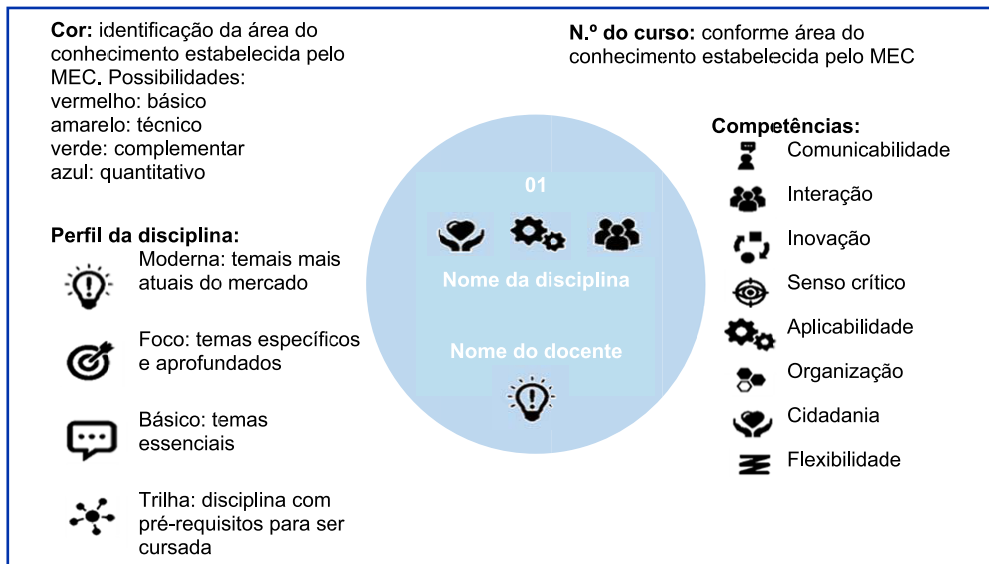 Cor: identificação da área do
conhecimento estabelecida pelo
MEC. Possibilidades:
vermelho: básico
amarelo: técnico
verde: complementar
azul: quantitativo
N.º do curso: conforme área do
conhecimento estabelecida pelo MEC
Perfil da disciplina:
Moderna: temais mais
atuais do mercado
Foco: temas específicos
e aprofundados
Básico: temas
essenciais
Trilha: disciplina com
pré-requisitos para ser
cursada
01
Nome da disciplina
Nome do docente
Competências:
Comunicabilidade
Interação
Inovação
Senso crítico
Aplicabilidade
Organização
Cidadania
Flexibilidade